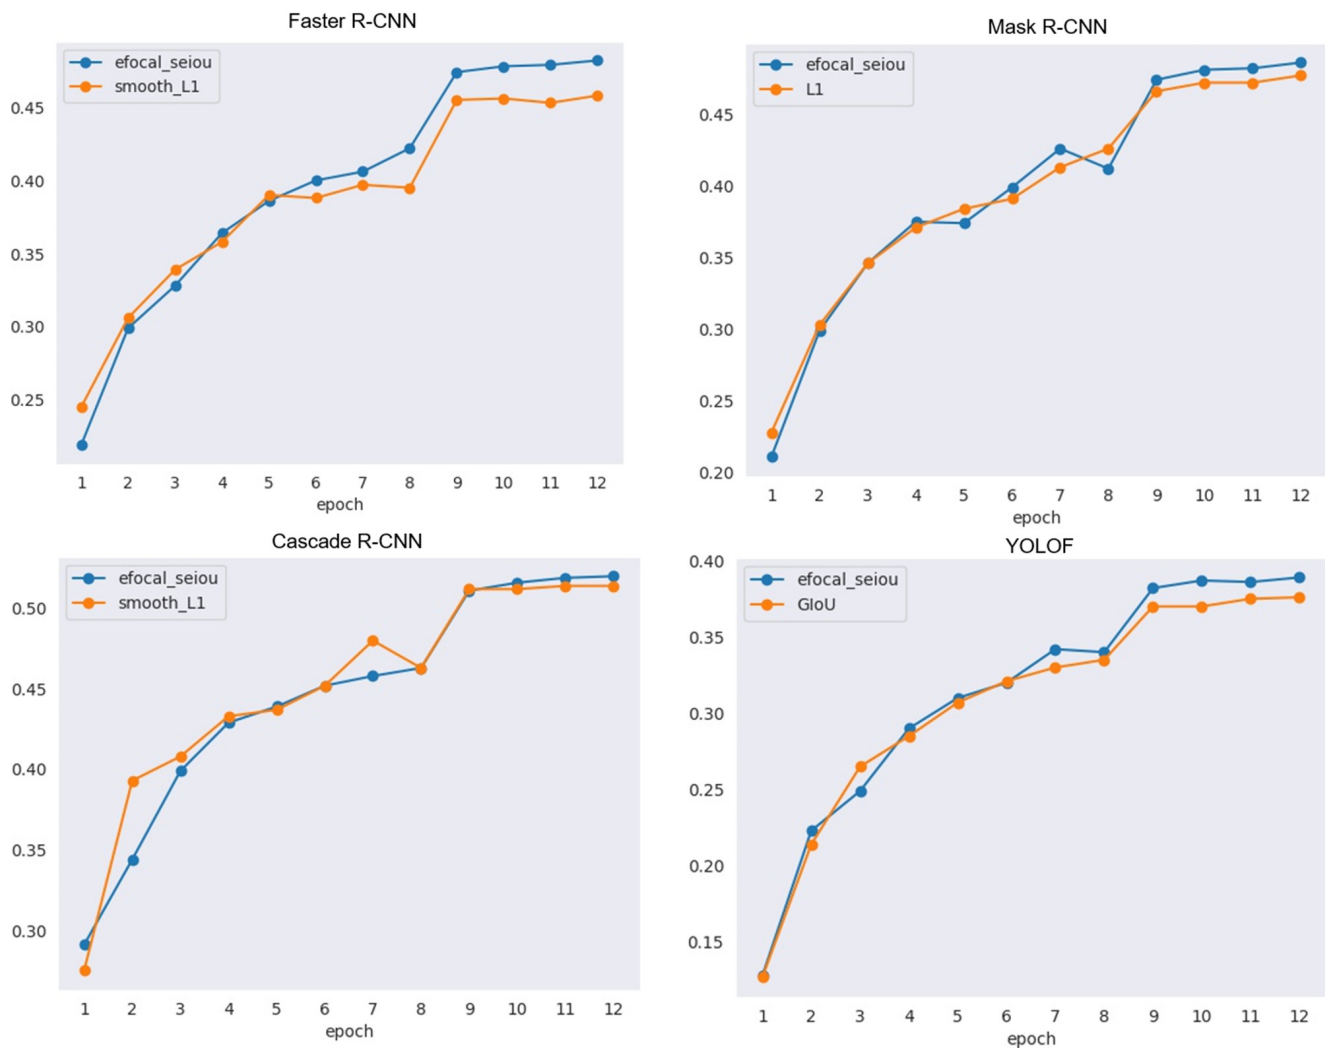 Faster R-CNN
efocal_seiou
smooth_L1
0.45
0.40
0.35
0.30
0.25
1 2 3 4 5 6 7 8 9 10 11 12
epoch
Mask R-CNN
efocal_seiou
L1
0.45
0.40
0.35
0.30
0.25
0.20
1 2 3 4 5 6 7 8 9 10 11 12
epoch
Cascade R-CNN
efocal_seiou
smooth_L1
0.50
0.45
0.40
0.35
0.30
1 2 3 4 5 6 7 8 9 10 11 12
epoch
YOLOF
0.40
efocal_seiou
GIoU
0.35
0.30
0.25
0.20
0.15
1 2 3 4 5 6 7 8 9 10 11 12
epoch